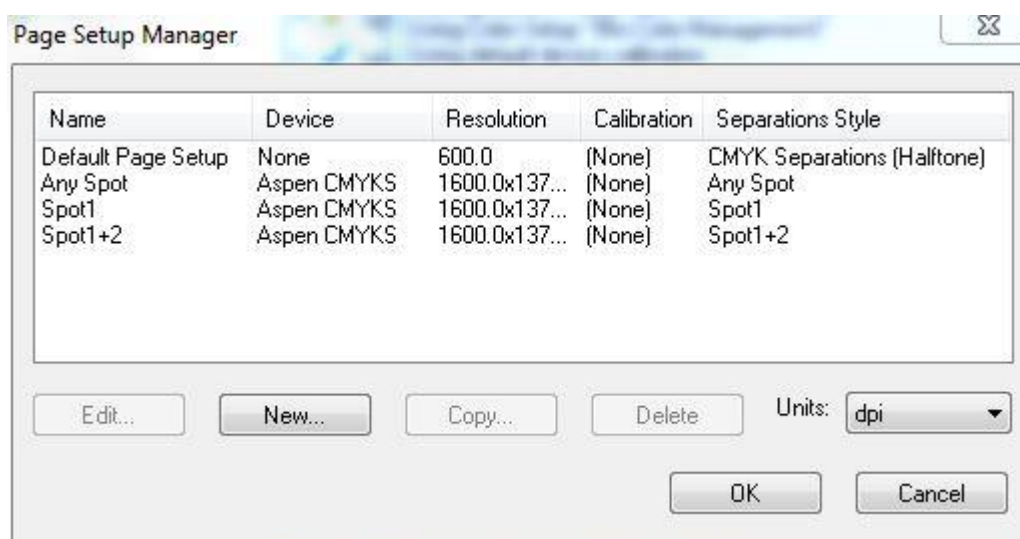 Page Setup Manager
Name Device Resolution Calibration Separations Style
Default Page Setup None 600.0 (None) CMYK Separations (Halftone)
Any Spot Aspen CMYKS 1600.0x137... (None) Any Spot
Spot1 Aspen CMYKS 1600.0x137... (None) Spot1
Spot1+2 Aspen CMYKS 1600.0x137... (None) Spot1+2
Edit... New... Copy... Delete Units: dpi
OK Cancel